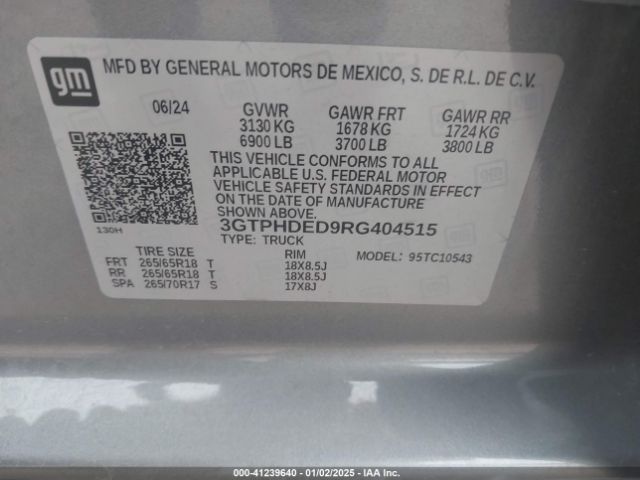 gm
MFD BY GENERAL MOTORS DE MEXICO, S. DE R.L. DE C.V.
06/24 GVWR GAWR FRT GAWR RR
3130 KG 1678 KG 1724 KG
6900 LB 3700 LB 3800 LB
THIS VEHICLE CONFORMS TO ALL
APPLICABLE U.S. FEDERAL MOTOR
VEHICLE SAFETY STANDARDS IN EFFECT
ON THE DATE OF MANUFACTURE
SHOWN ABOVE.
130H 3GTPHDED9RG404515
TYPE: TRUCK
TIRE SIZE RIM MODEL: 95TC10543
FRT 265/65R18 T 18X8.5J
RR 265/65R18 T 18X8.5J
SPA 265/70R17 S 17X8J
000-41239640 - 01/02/2025 - IAA Inc.